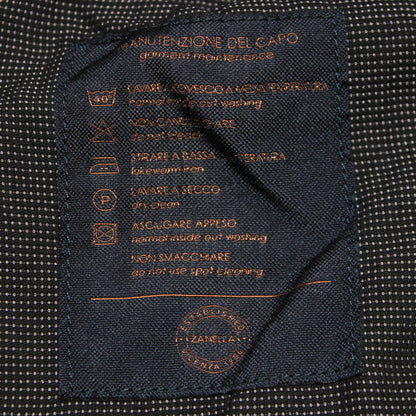 MANUTENZIONE DEL CAPO
garment maintenance
40°
LAVARE A ROVESCIO A MEDIA TEMPERATURA
normal inside out washing
NON CANDEGGIARE
do not bleach
STIRARE A BASSA TEMPERATURA
lukewarm iron
P
LAVARE A SECCO
dry clean
ASCIUGARE APPESO
normal inside out washing
NON SMACCHIARE
do not use spot cleaning
ESTABLISHED
ZANELLA
VICENZA